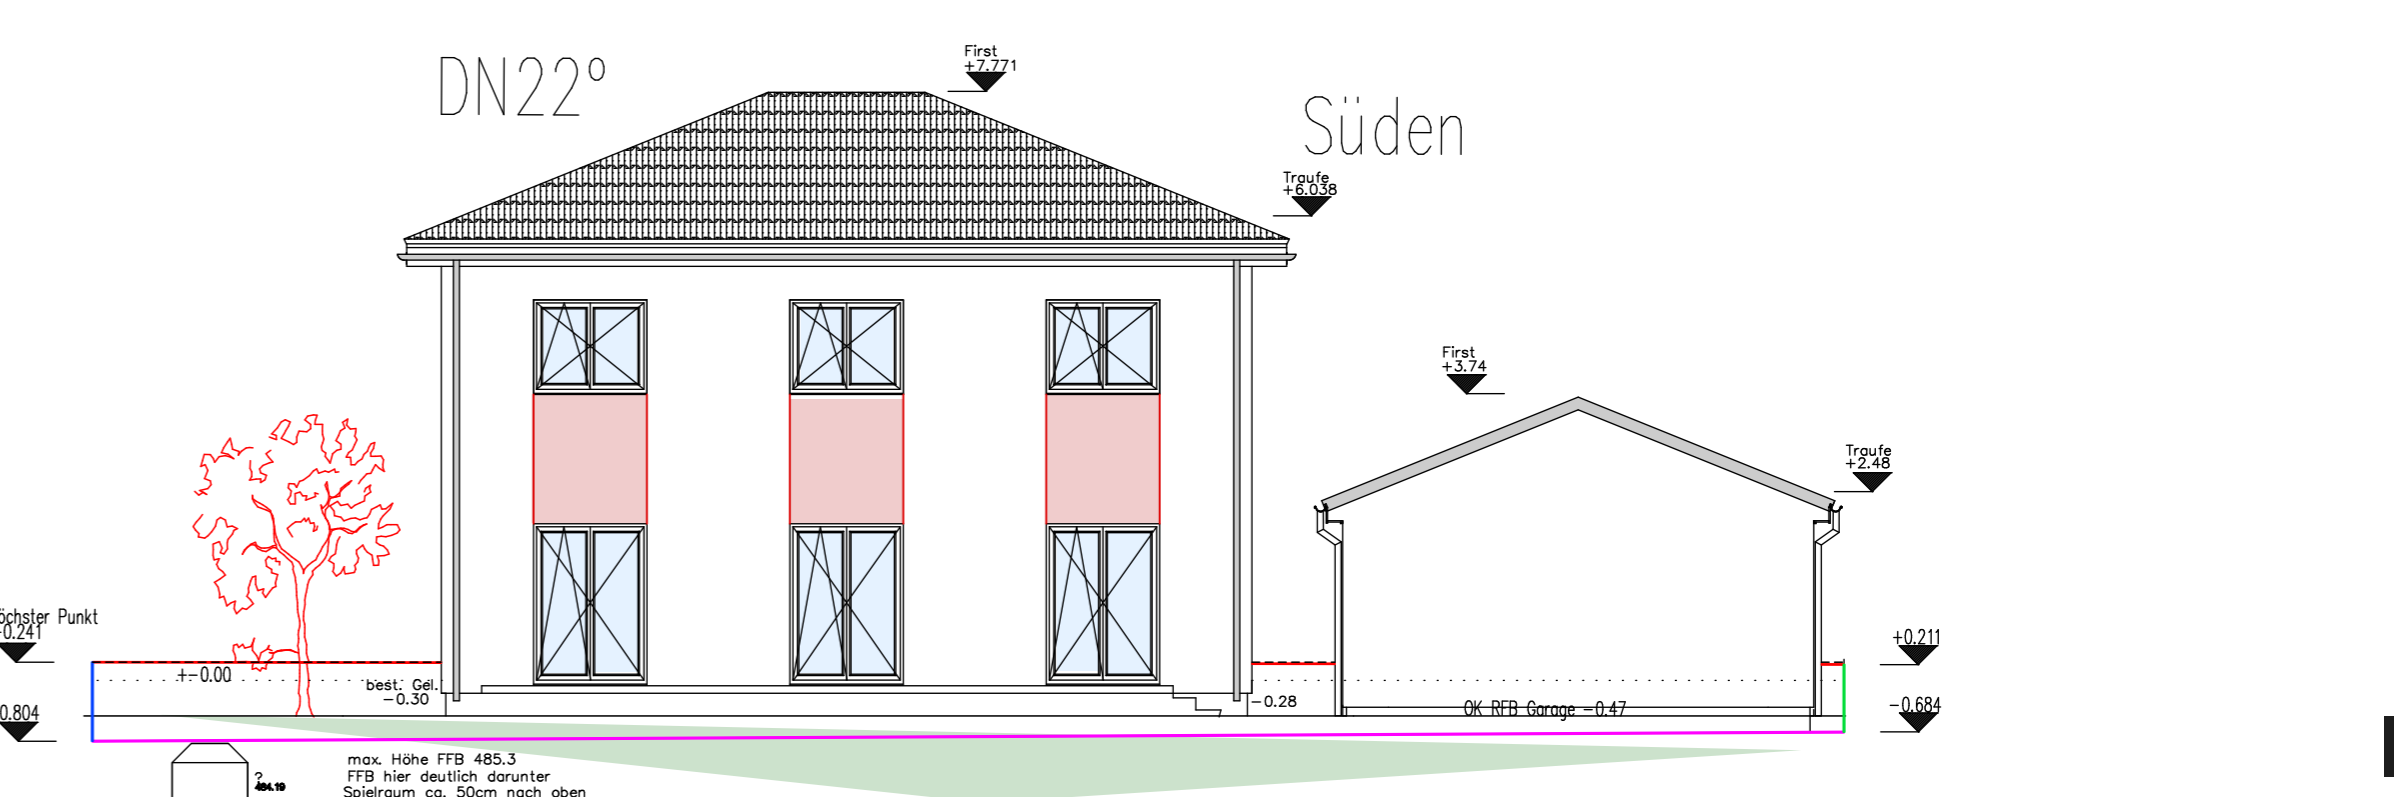 DN22°
First
+7.771
Süden
Traufe
+6.038
First
+3.74
Traufe
+2.48
öchster Punkt
-0.241
+-0.00
best. Gel.
-0.30
-0.28
OK RFB Garage -0.47
+0.211
-0.684
0.804
max. Höhe FFB 485.3
FFB hier deutlich darunter
Spielraum ca. 50cm nach oben
?
484.19